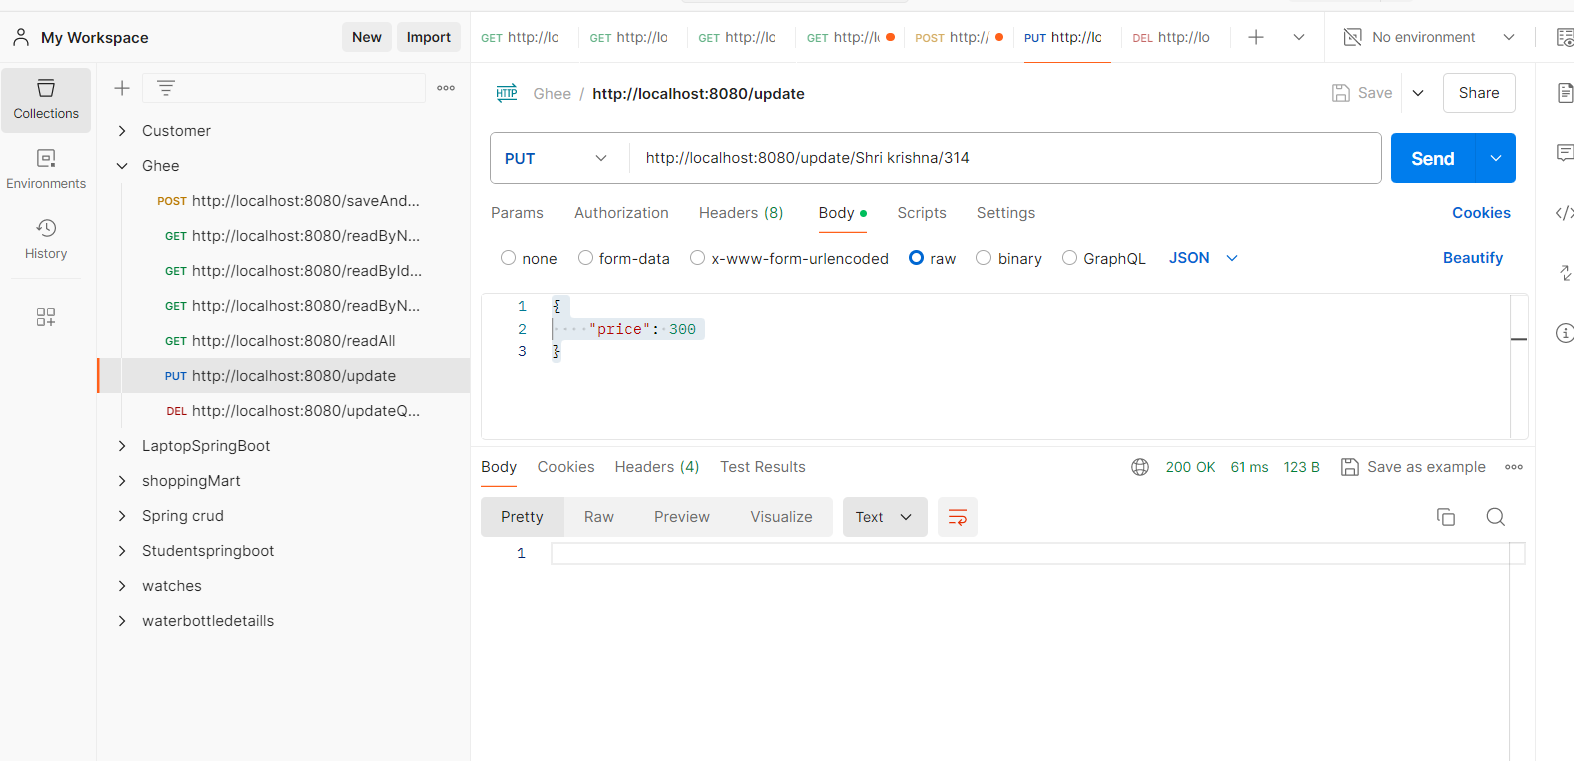 My Workspace
New
Import
GET http://lo
GET http://lo
GET http://lo
GET http://l
POST http:/
PUT http://lo
DEL http://lo
No environment
Collections
Environments
History
Customer
Ghee
POST http://localhost:8080/saveAnd...
GET http://localhost:8080/readByN...
GET http://localhost:8080/readById...
GET http://localhost:8080/readByN...
GET http://localhost:8080/readAll
PUT http://localhost:8080/update
DEL http://localhost:8080/updateQ...
LaptopSpringBoot
shoppingMart
Spring crud
Studentspringboot
watches
waterbottledetaills
HTTP Ghee / http://localhost:8080/update
Save
Share
PUT http://localhost:8080/update/Shri krishna/314
Send
Params Authorization Headers (8) Body Scripts Settings
Cookies
none form-data x-www-form-urlencoded raw binary GraphQL JSON
Beautify
1 {
2 ····"price":·300
3 }
Body Cookies Headers (4) Test Results
200 OK 61 ms 123 B Save as example
Pretty Raw Preview Visualize Text
1